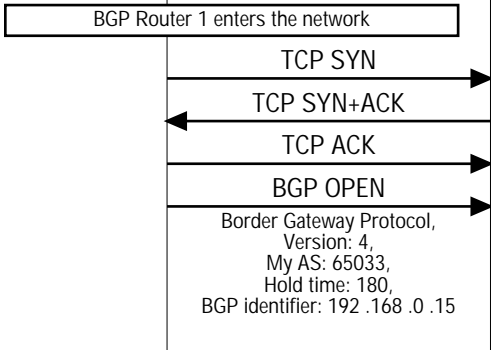 BGP Router 1 enters the network
TCP SYN
TCP SYN+ACK
TCP ACK
BGP OPEN
Border Gateway Protocol,
Version: 4,
My AS: 65033,
Hold time: 180,
BGP identifier: 192 .168 .0 .15